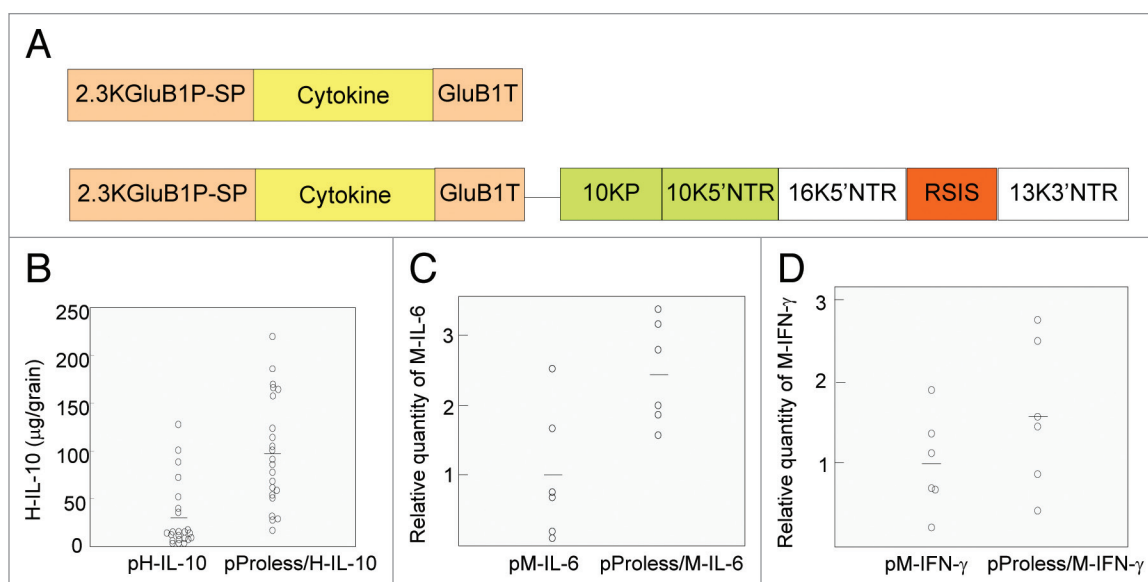 A
2.3KGluB1P-SP Cytokine GluB1T
2.3KGluB1P-SP Cytokine GluB1T 10KP 10K5'NTR 16K5'NTR RSIS 13K3'NTR
B
H-IL-10 (μg/grain)
250
200
150
100
50
0
pH-IL-10 pProless/H-IL-10
C
Relative quantity of M-IL-6
3
2
1
pM-IL-6 pProless/M-IL-6
D
Relative quantity of M-IFN-γ
3
2
1
pM-IFN-γ pProless/M-IFN-γ